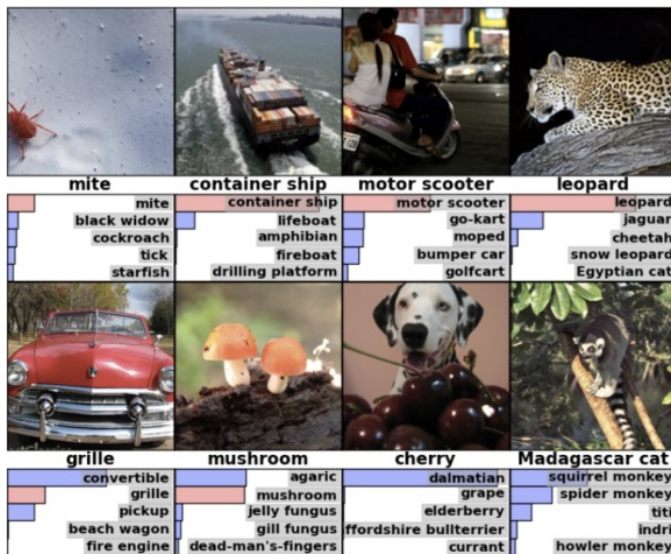 mite
container ship
motor scooter
leopard
mite
black widow
cockroach
tick
starfish
container ship
lifeboat
amphibian
fireboat
drilling platform
motor scooter
go-kart
moped
bumper car
golfcart
leopard
jaguar
cheetah
snow leopard
Egyptian cat
grille
mushroom
cherry
Madagascar cat
convertible
grille
pickup
beach wagon
fire engine
agaric
mushroom
jelly fungus
gill fungus
dead-man's-fingers
dalmatian
grape
elderberry
ffordshire bullterrier
currant
squirrel monkey
spider monkey
titi
indri
howler monkey